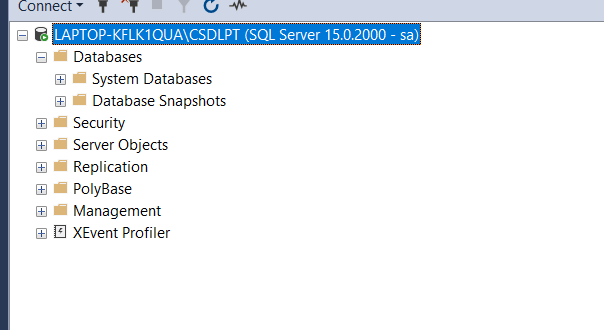 Connect
LAPTOP-KFLK1QUA\CSDLPT (SQL Server 15.0.2000 - sa)
Databases
System Databases
Database Snapshots
Security
Server Objects
Replication
PolyBase
Management
XEvent Profiler